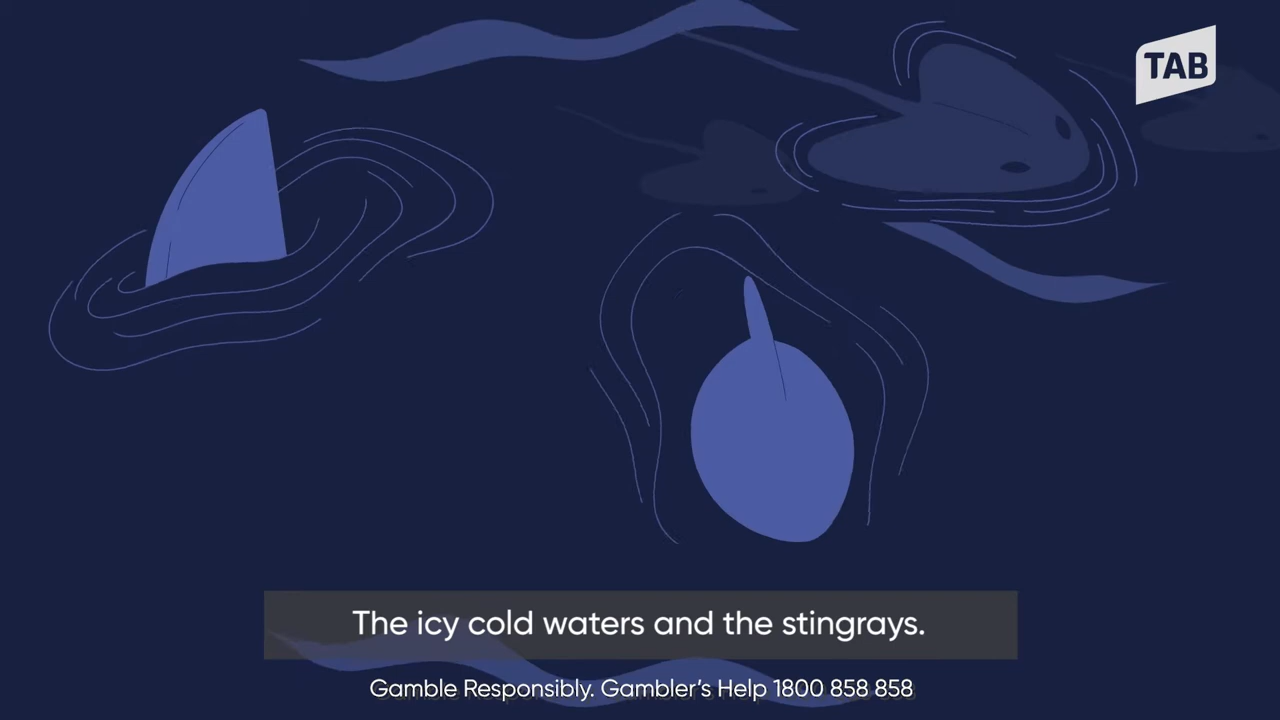 TAB
The icy cold waters and the stingrays.
Gamble Responsibly. Gambler's Help 1800 858 858